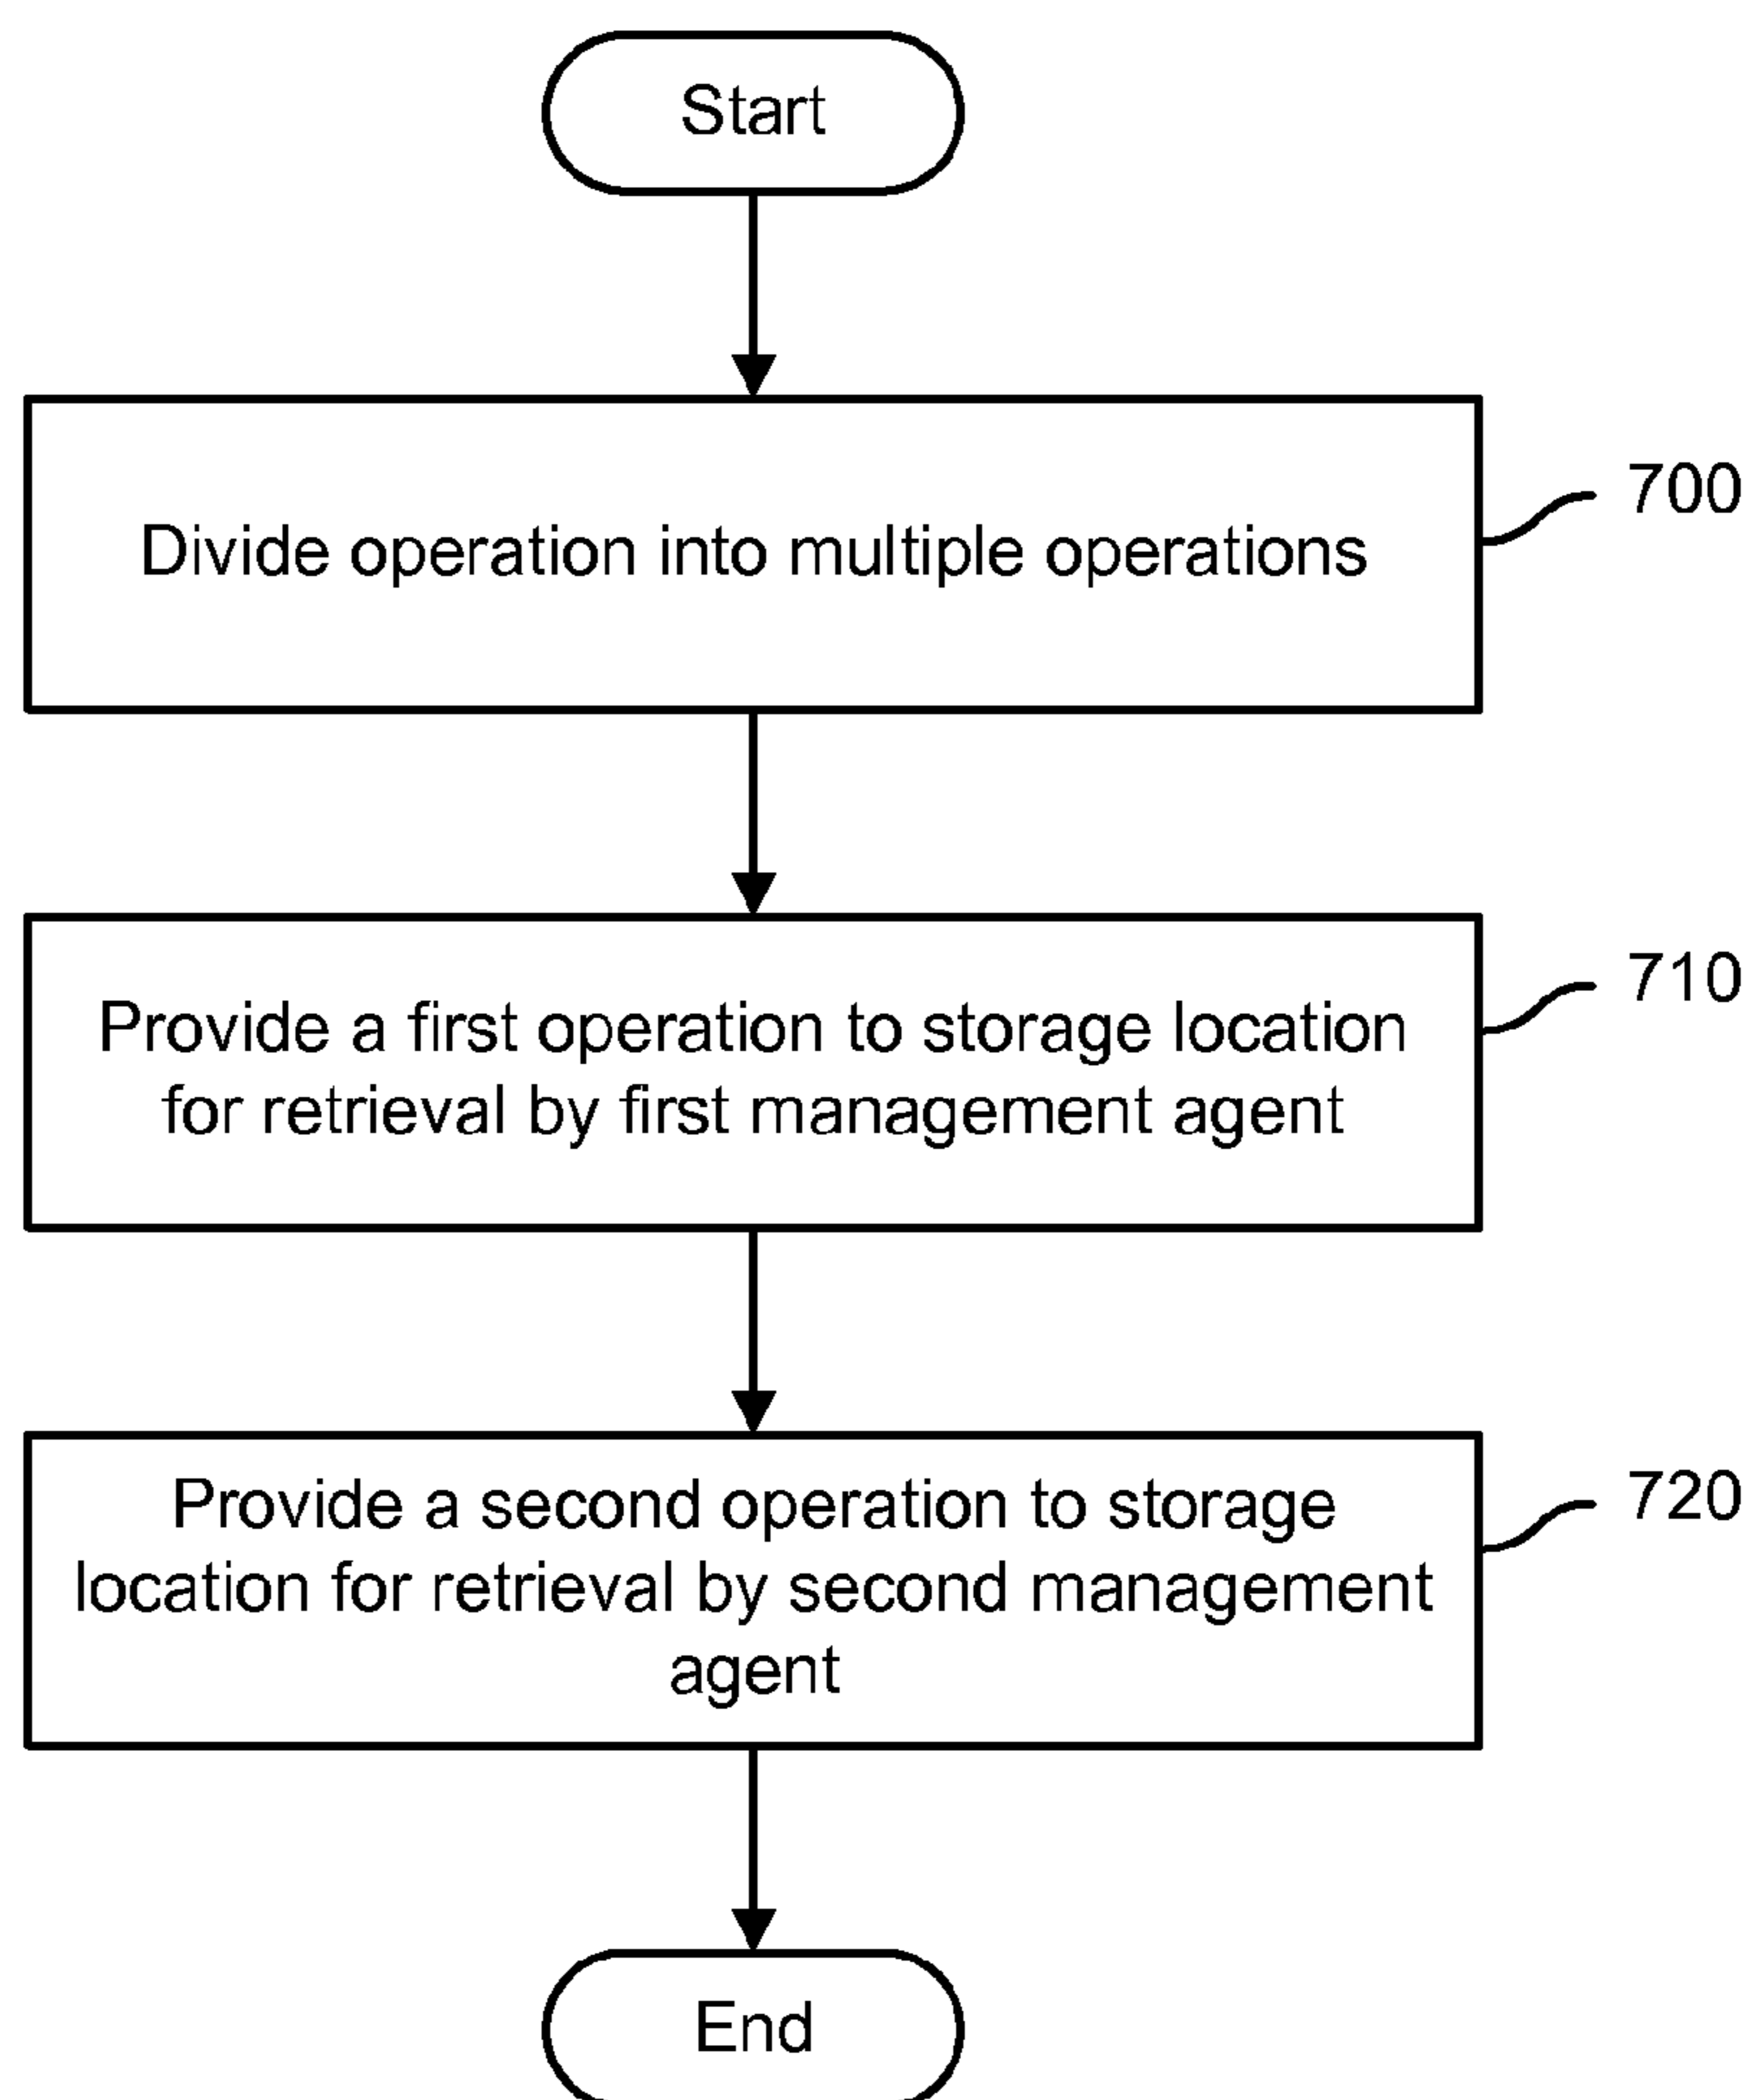 Start
Divide operation into multiple operations
700
Provide a first operation to storage location
for retrieval by first management agent
710
Provide a second operation to storage
location for retrieval by second management
agent
720
End